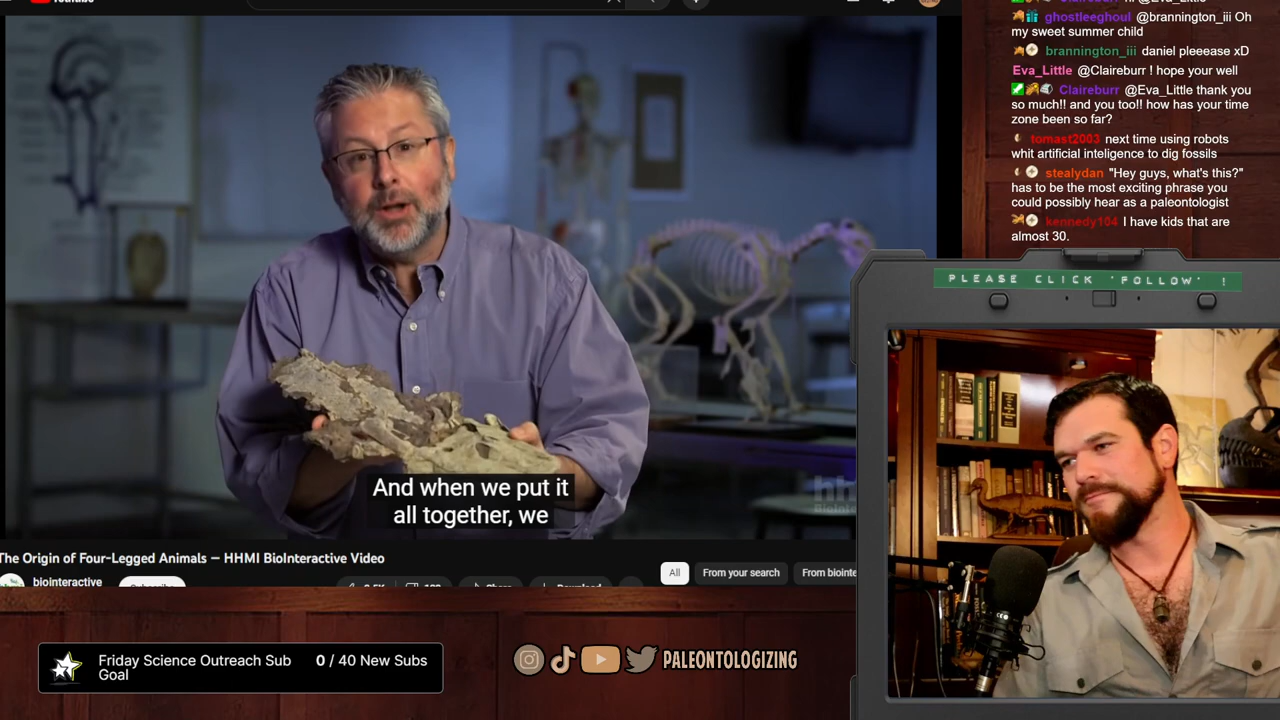 ghostleeghoul @brannington_iii Oh
my sweet summer child
brannington_iii daniel pleeease xD
Eva_Little @Claireburr ! hope your well
Claireburr @Eva_Little thank you
so much!! and you too!! how has your time
zone been so far?
tomast2003 next time using robots
whit artificial inteligence to dig fossils
stealydan "Hey guys, what's this?"
has to be the most exciting phrase you
could possibly hear as a paleontologist
kennedy104 I have kids that are
almost 30.
PLEASE CLICK 'FOLLOW' !
And when we put it
all together, we
The Origin of Four-Legged Animals – HHMI BioInteractive Video
biointeractive
All
From your search
From biointe
Friday Science Outreach Sub
Goal
0 / 40 New Subs
PALEONTOLOGIZING